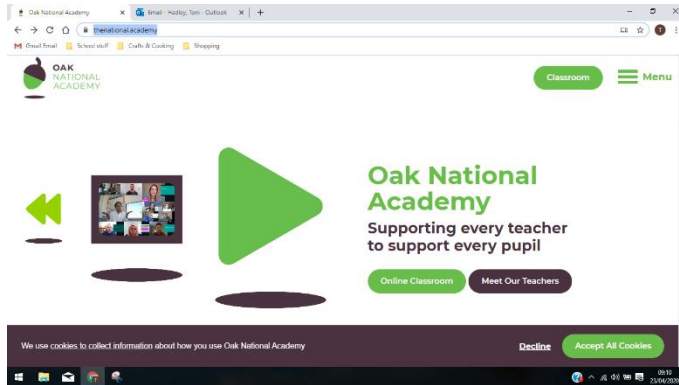 Oak National Academy
Email - Hedley, Tom - Outlook
thenational.academy
Gmail Email
School stuff
Crafts & Cooking
Shopping
T
OAK
NATIONAL
ACADEMY
Classroom
Menu
Oak National
Academy
Supporting every teacher
to support every pupil
Online Classroom
Meet Our Teachers
We use cookies to collect information about how you use Oak National Academy
Decline
Accept All Cookies
09:10
23/04/2020